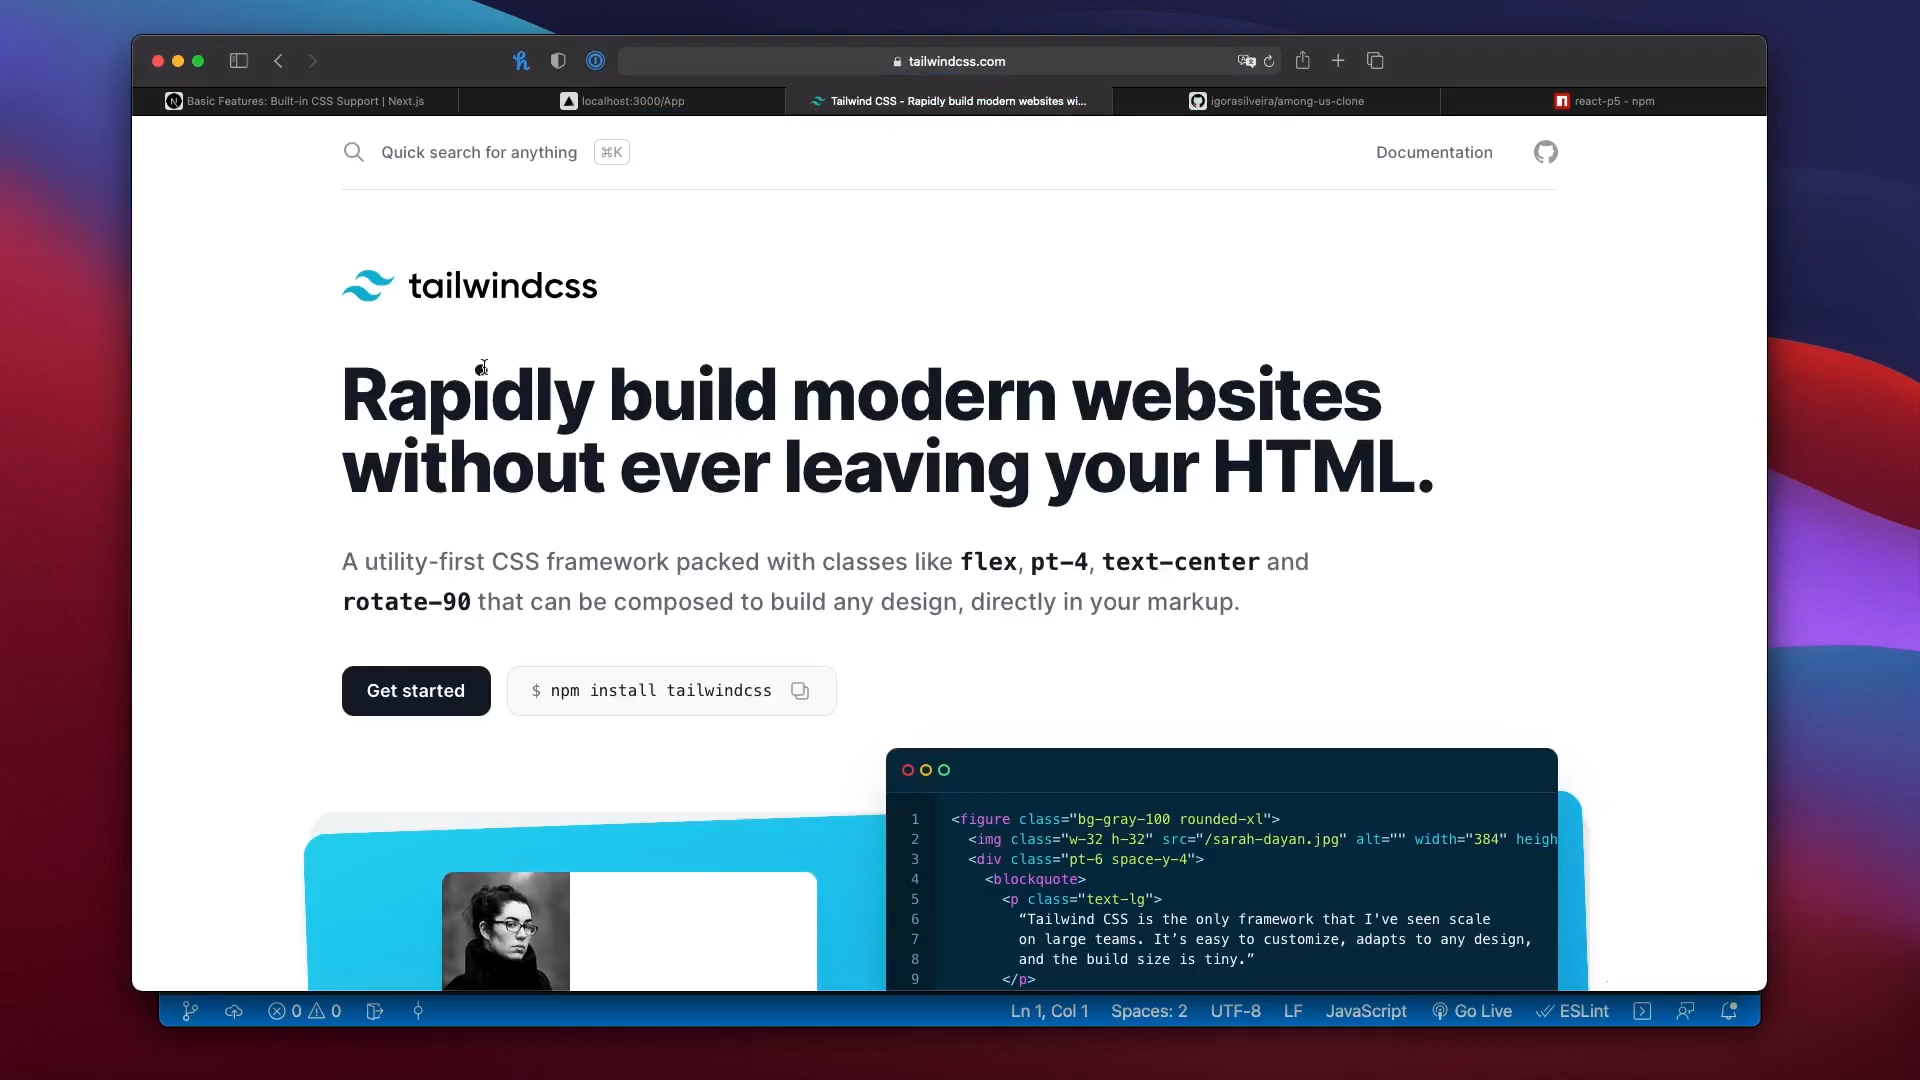 tailwindcss.com
Basic Features: Built-in CSS Support | Next.js
localhost:3000/App
Tailwind CSS - Rapidly build modern websites wi...
igorasilveira/among-us-clone
react-p5 - npm
Quick search for anything ⌘K
Documentation
tailwindcss
Rapidly build modern websites
without ever leaving your HTML.
A utility-first CSS framework packed with classes like flex, pt-4, text-center and
rotate-90 that can be composed to build any design, directly in your markup.
Get started
$ npm install tailwindcss
1 <figure class="bg-gray-100 rounded-xl">
2 <img class="w-32 h-32" src="/sarah-dayan.jpg" alt="" width="384" heigh
3 <div class="pt-6 space-y-4">
4 <blockquote>
5 <p class="text-lg">
6 “Tailwind CSS is the only framework that I've seen scale
7 on large teams. It’s easy to customize, adapts to any design,
8 and the build size is tiny.”
9 </p>
0 0
Ln 1, Col 1
Spaces: 2
UTF-8
LF
JavaScript
Go Live
ESLint